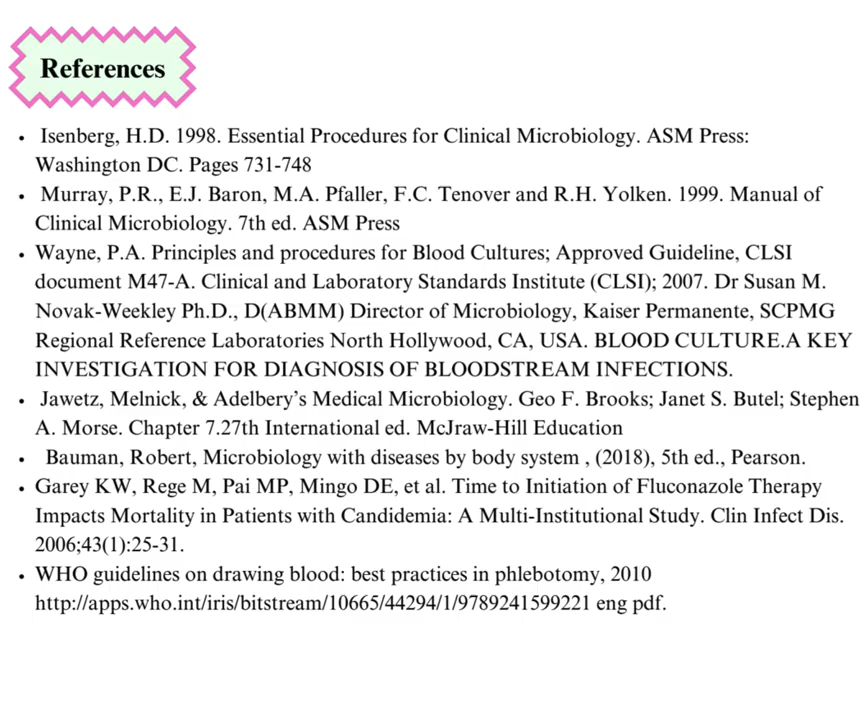 References
• Isenberg, H.D. 1998. Essential Procedures for Clinical Microbiology. ASM Press:
Washington DC. Pages 731-748
• Murray, P.R., E.J. Baron, M.A. Pfaller, F.C. Tenover and R.H. Yolken. 1999. Manual of
Clinical Microbiology. 7th ed. ASM Press
• Wayne, P.A. Principles and procedures for Blood Cultures; Approved Guideline, CLSI
document M47-A. Clinical and Laboratory Standards Institute (CLSI); 2007. Dr Susan M.
Novak-Weekley Ph.D., D(ABMM) Director of Microbiology, Kaiser Permanente, SCPMG
Regional Reference Laboratories North Hollywood, CA, USA. BLOOD CULTURE.A KEY
INVESTIGATION FOR DIAGNOSIS OF BLOODSTREAM INFECTIONS.
• Jawetz, Melnick, & Adelbery's Medical Microbiology. Geo F. Brooks; Janet S. Butel; Stephen
A. Morse. Chapter 7.27th International ed. McJraw-Hill Education
• Bauman, Robert, Microbiology with diseases by body system , (2018), 5th ed., Pearson.
• Garey KW, Rege M, Pai MP, Mingo DE, et al. Time to Initiation of Fluconazole Therapy
Impacts Mortality in Patients with Candidemia: A Multi-Institutional Study. Clin Infect Dis.
2006;43(1):25-31.
• WHO guidelines on drawing blood: best practices in phlebotomy, 2010
http://apps.who.int/iris/bitstream/10665/44294/1/9789241599221 eng pdf.